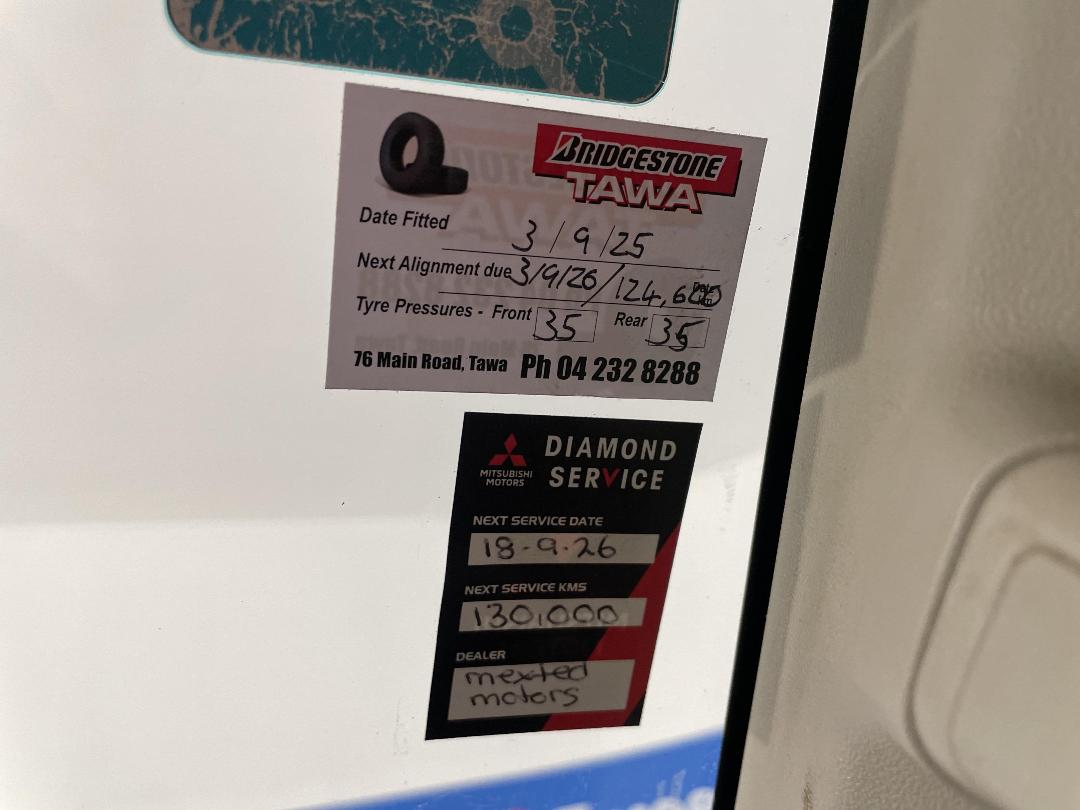 BRIDGESTONE
TAWA
Date Fitted 3/9/25
Next Alignment due 3/9/26/124,600
Tyre Pressures - Front 35 Rear 35
76 Main Road, Tawa Ph 04 232 8288
MITSUBISHI
MOTORS
DIAMOND
SERVICE
NEXT SERVICE DATE
18-9-26
NEXT SERVICE KMS
130,000
DEALER
mexted
motors